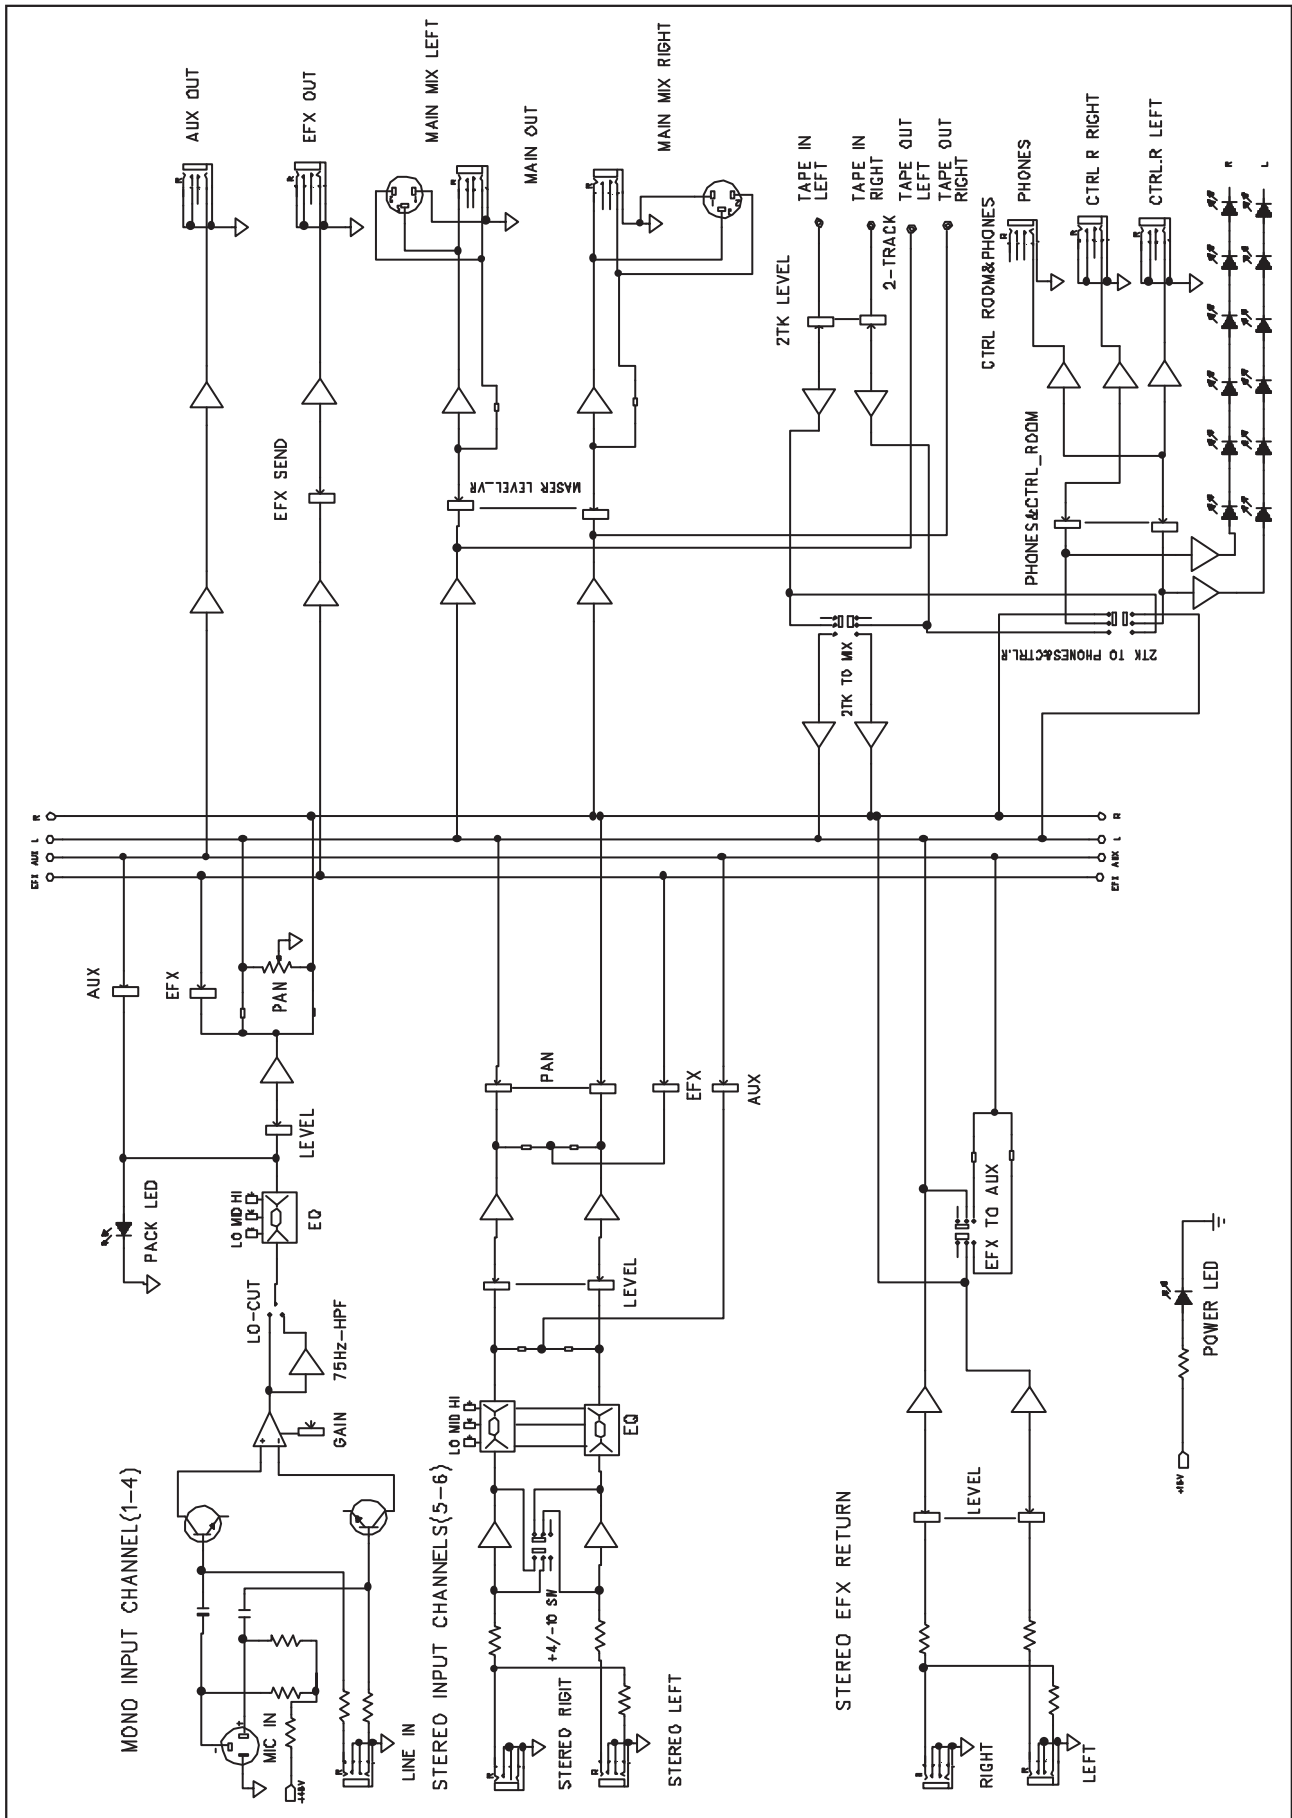 MONO INPUT CHANNEL(1-4)
MIC IN
+48V
LINE IN
R
GAIN
LO-CUT
75Hz-HPF
LO MID HI
EQ
PACK LED
LEVEL
AUX
EFX
PAN
STEREO INPUT CHANNELS(5-6)
R
STEREO RIGIT
R
STEREO LEFT
+4/-10 SW
LO MID HI
EQ
LEVEL
PAN
EFX
AUX
STEREO EFX RETURN
RIGHT
R
LEFT
LEVEL
EFX TO AUX
POWER LED
EFX AUX L R
EFX AUX L R
R
AUX OUT
EFX SEND
R
EFX OUT
MAIN MIX LEFT
R
MAIN OUT
R
MAIN MIX RIGHT
MASER LEVEL_VR
2TK LEVEL
TAPE IN
LEFT
TAPE IN
RIGHT
2-TRACK
TAPE OUT
LEFT
TAPE OUT
RIGHT
2TK TO MIX
CTRL ROOM&PHONES
R
PHONES
R
CTRL R RIGHT
R
CTRL.R LEFT
PHONES&CTRL_ROOM
2TK TO PHONES&CTRL.R
R
L